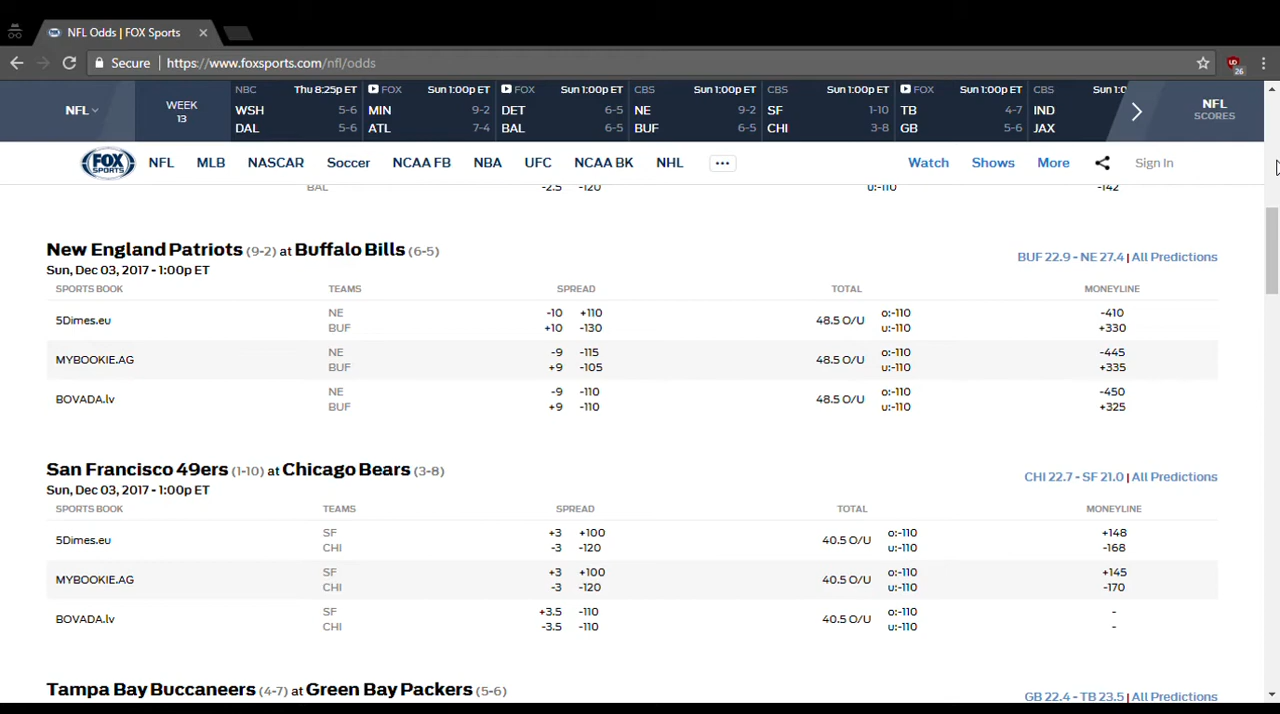 NFL Odds | FOX Sports
Secure https://www.foxsports.com/nfl/odds
26
NFL
WEEK
13
NBC Thu 8:25p ET
WSH 5-6
DAL 5-6
FOX Sun 1:00p ET
MIN 9-2
ATL 7-4
FOX Sun 1:00p ET
DET 6-5
BAL 6-5
CBS Sun 1:00p ET
NE 9-2
BUF 6-5
CBS Sun 1:00p ET
SF 1-10
CHI 3-8
FOX Sun 1:00p ET
TB 4-7
GB 5-6
CBS Sun 1:0
IND
JAX
NFL
SCORES
FOX SPORTS NFL MLB NASCAR Soccer NCAA FB NBA UFC NCAA BK NHL ... Watch Shows More Sign In
BAL -2.5 -120 u:-110 -142
New England Patriots (9-2) at Buffalo Bills (6-5)
BUF 22.9 - NE 27.4 | All Predictions
Sun, Dec 03, 2017 - 1:00p ET
SPORTS BOOK TEAMS SPREAD TOTAL MONEYLINE
NE -10 +110 o:-110 -410
5Dimes.eu 48.5 O/U
BUF +10 -130 u:-110 +330
NE -9 -115 o:-110 -445
MYBOOKIE.AG 48.5 O/U
BUF +9 -105 u:-110 +335
NE -9 -110 o:-110 -450
BOVADA.lv 48.5 O/U
BUF +9 -110 u:-110 +325
San Francisco 49ers (1-10) at Chicago Bears (3-8)
CHI 22.7 - SF 21.0 | All Predictions
Sun, Dec 03, 2017 - 1:00p ET
SPORTS BOOK TEAMS SPREAD TOTAL MONEYLINE
SF +3 +100 o:-110 +148
5Dimes.eu 40.5 O/U
CHI -3 -120 u:-110 -168
SF +3 +100 o:-110 +145
MYBOOKIE.AG 40.5 O/U
CHI -3 -120 u:-110 -170
SF +3.5 -110 o:-110 -
BOVADA.lv 40.5 O/U
CHI -3.5 -110 u:-110 -
Tampa Bay Buccaneers (4-7) at Green Bay Packers (5-6)
GB 22.4 - TB 23.5 | All Predictions